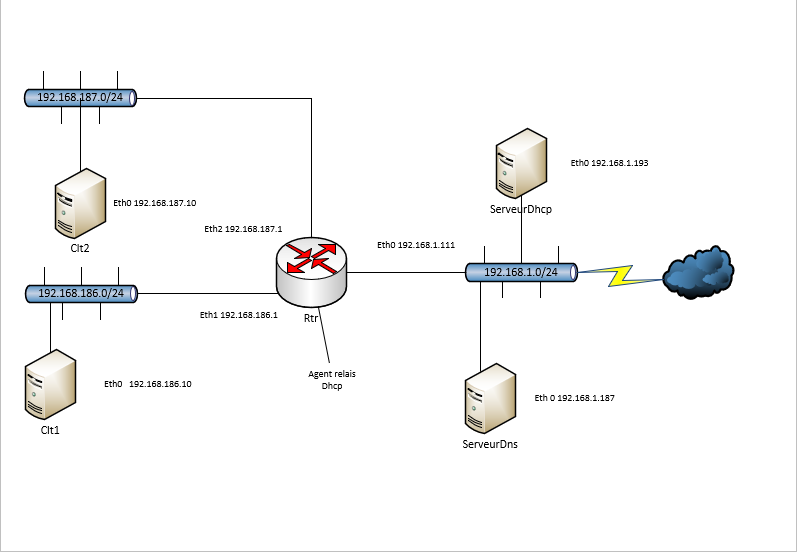 192.168.187.0/24
Eth0 192.168.187.10
Clt2
Eth2 192.168.187.1
192.168.186.0/24
Eth1 192.168.186.1
Eth0   192.168.186.10
Clt1
Rtr
Agent relais
Dhcp
Eth0 192.168.1.111
Eth0 192.168.1.193
ServeurDhcp
192.168.1.0/24
Eth 0 192.168.1.187
ServeurDns